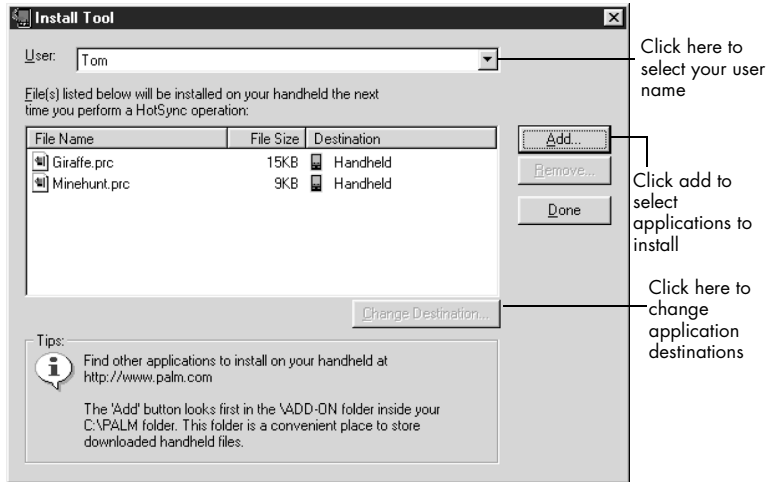 Install Tool
User:
Tom
Click here to
select your user
name
File(s) listed below will be installed on your handheld the next
time you perform a HotSync operation:
File Name File Size Destination
Giraffe.prc 15KB Handheld
Minehunt.prc 9KB Handheld
Add...
Remove...
Done
Click add to
select
applications to
install
Change Destination...
Click here to
change
application
destinations
Tips:
Find other applications to install on your handheld at
http://www.palm.com
The 'Add' button looks first in the \ADD-ON folder inside your
C:\PALM folder. This folder is a convenient place to store
downloaded handheld files.